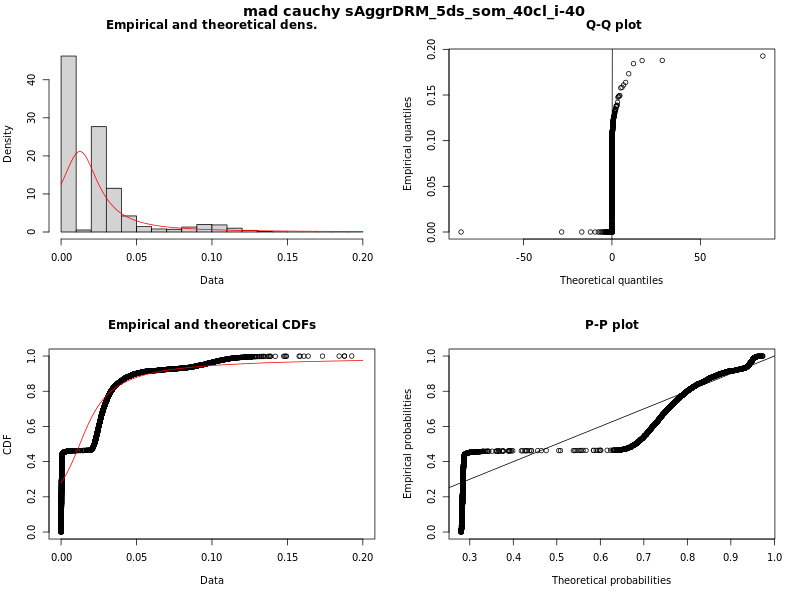 mad cauchy sAggrDRM_5ds_som_40cl_i-40
Empirical and theoretical dens.
Density
0 10 20 30 40
0.00 0.05 0.10 0.15 0.20
Data
Q-Q plot
Empirical quantiles
0.00 0.05 0.10 0.15 0.20
-50 0 50
Theoretical quantiles
Empirical and theoretical CDFs
CDF
0.0 0.2 0.4 0.6 0.8 1.0
0.00 0.05 0.10 0.15 0.20
Data
P-P plot
Empirical probabilities
0.0 0.2 0.4 0.6 0.8 1.0
0.3 0.4 0.5 0.6 0.7 0.8 0.9 1.0
Theoretical probabilities